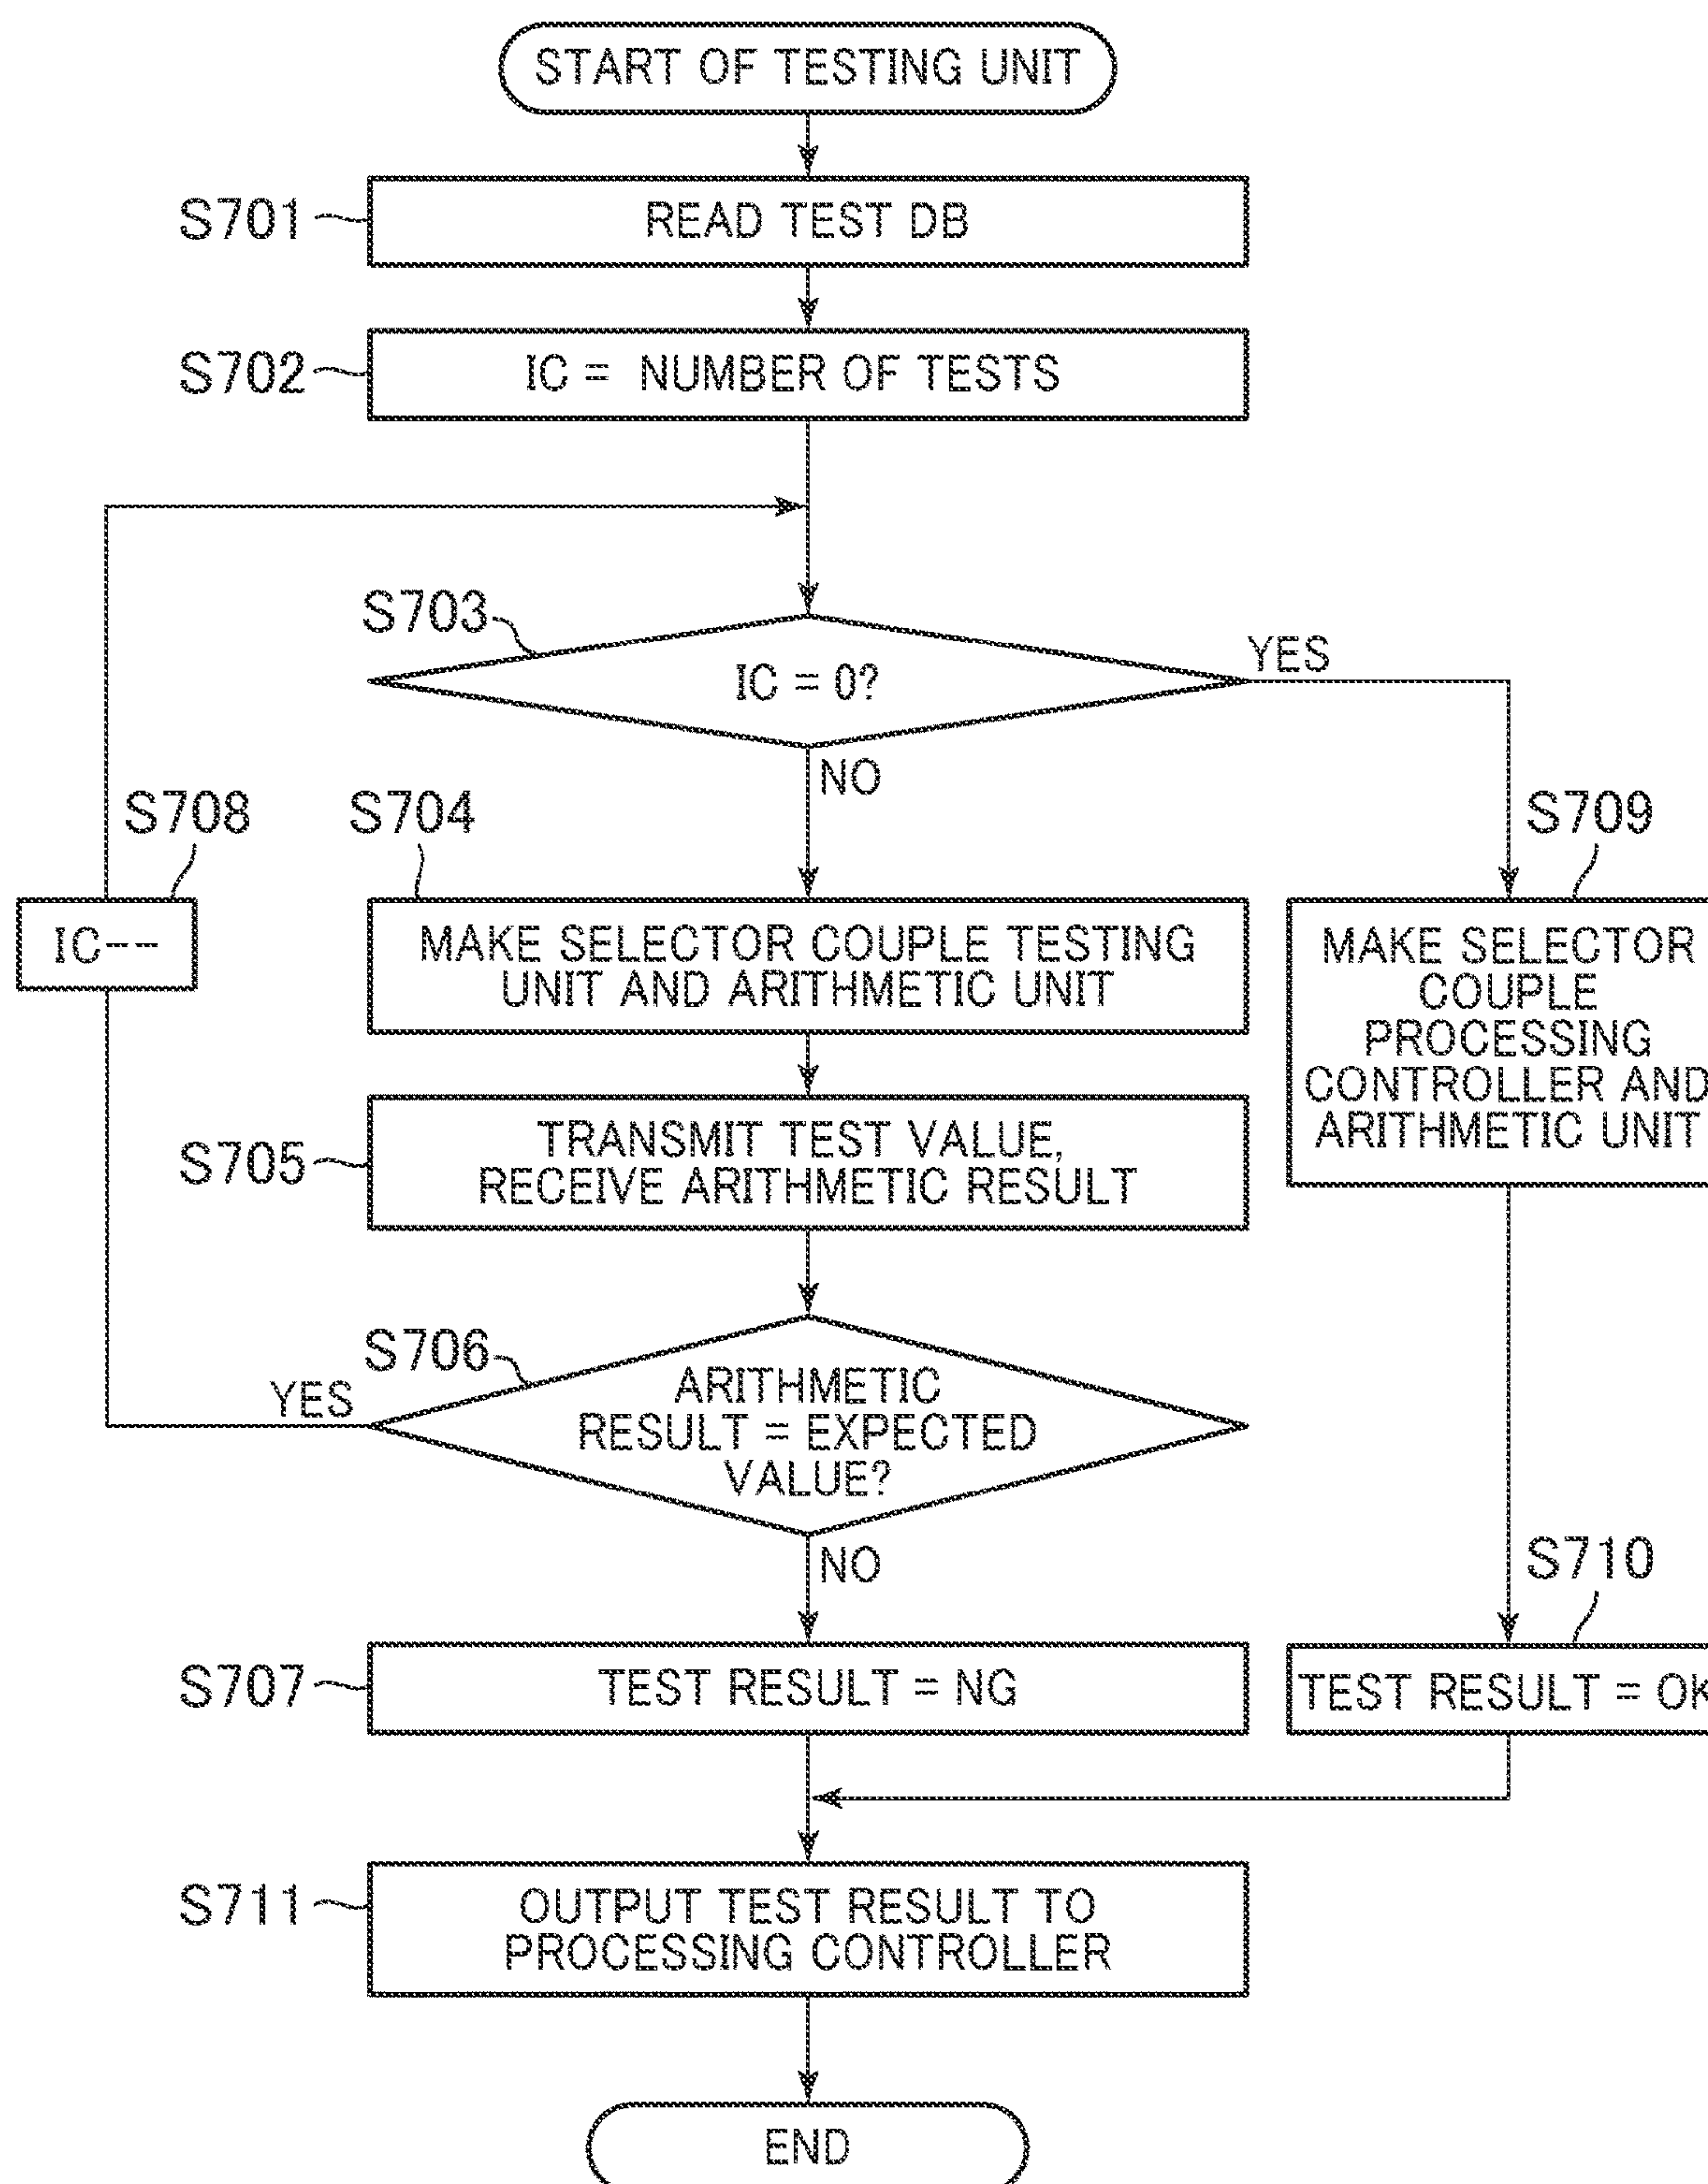 START OF TESTING UNIT
S701
READ TEST DB
S702
IC = NUMBER OF TESTS
S703
IC = 0?
YES
NO
S708
IC--
S704
MAKE SELECTOR COUPLE TESTING
UNIT AND ARITHMETIC UNIT
S709
MAKE SELECTOR
COUPLE
PROCESSING
CONTROLLER AND
ARITHMETIC UNIT
S705
TRANSMIT TEST VALUE,
RECEIVE ARITHMETIC RESULT
S706
YES
ARITHMETIC
RESULT = EXPECTED
VALUE?
NO
S707
TEST RESULT = NG
S710
TEST RESULT = OK
S711
OUTPUT TEST RESULT TO
PROCESSING CONTROLLER
END